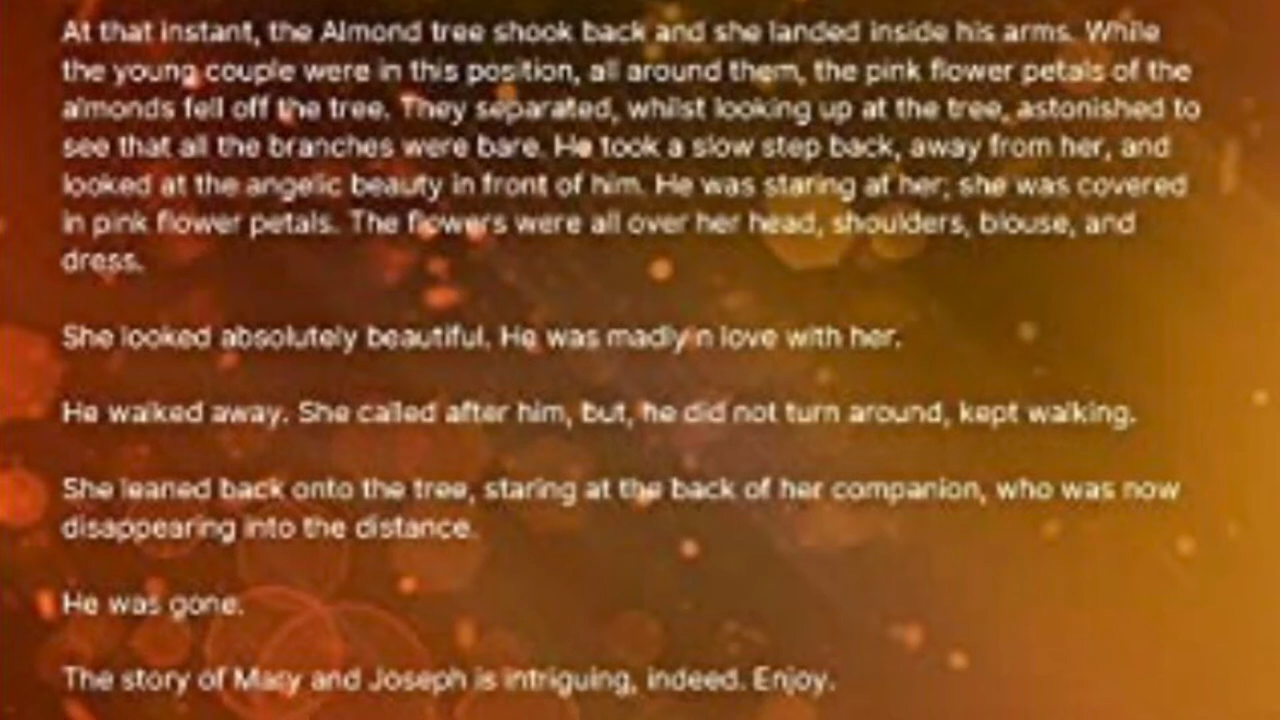 At that instant, the Almond tree shook back and she landed inside his arms. While
the young couple were in this position, all around them, the pink flower petals of the
almonds fell off the tree. They separated, whilst looking up at the tree, astonished to
see that all the branches were bare. He took a slow step back, away from her, and
looked at the angelic beauty in front of him. He was staring at her; she was covered
in pink flower petals. The flowers were all over her head, shoulders, blouse, and
dress.
She looked absolutely beautiful. He was madly n love with her.
He walked away. She called after him, but, he did not turn around, kept walking.
She leaned back onto the tree, staring at the back of her companion, who was now
disappearing into the distance.
He was gone.
The story of Mary and Joseph is intriguing, indeed. Enjoy.